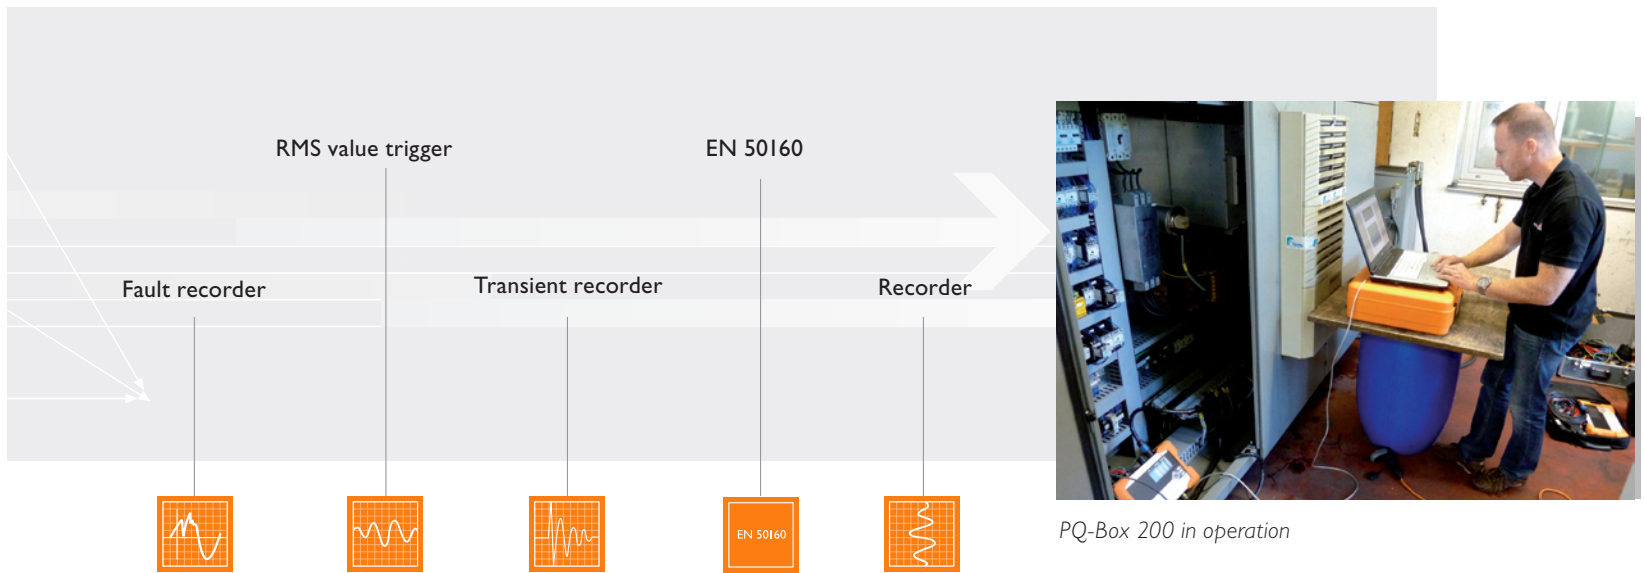 RMS value trigger
EN 50160
Fault recorder
Transient recorder
Recorder
EN 50160
PQ-Box 200 in operation